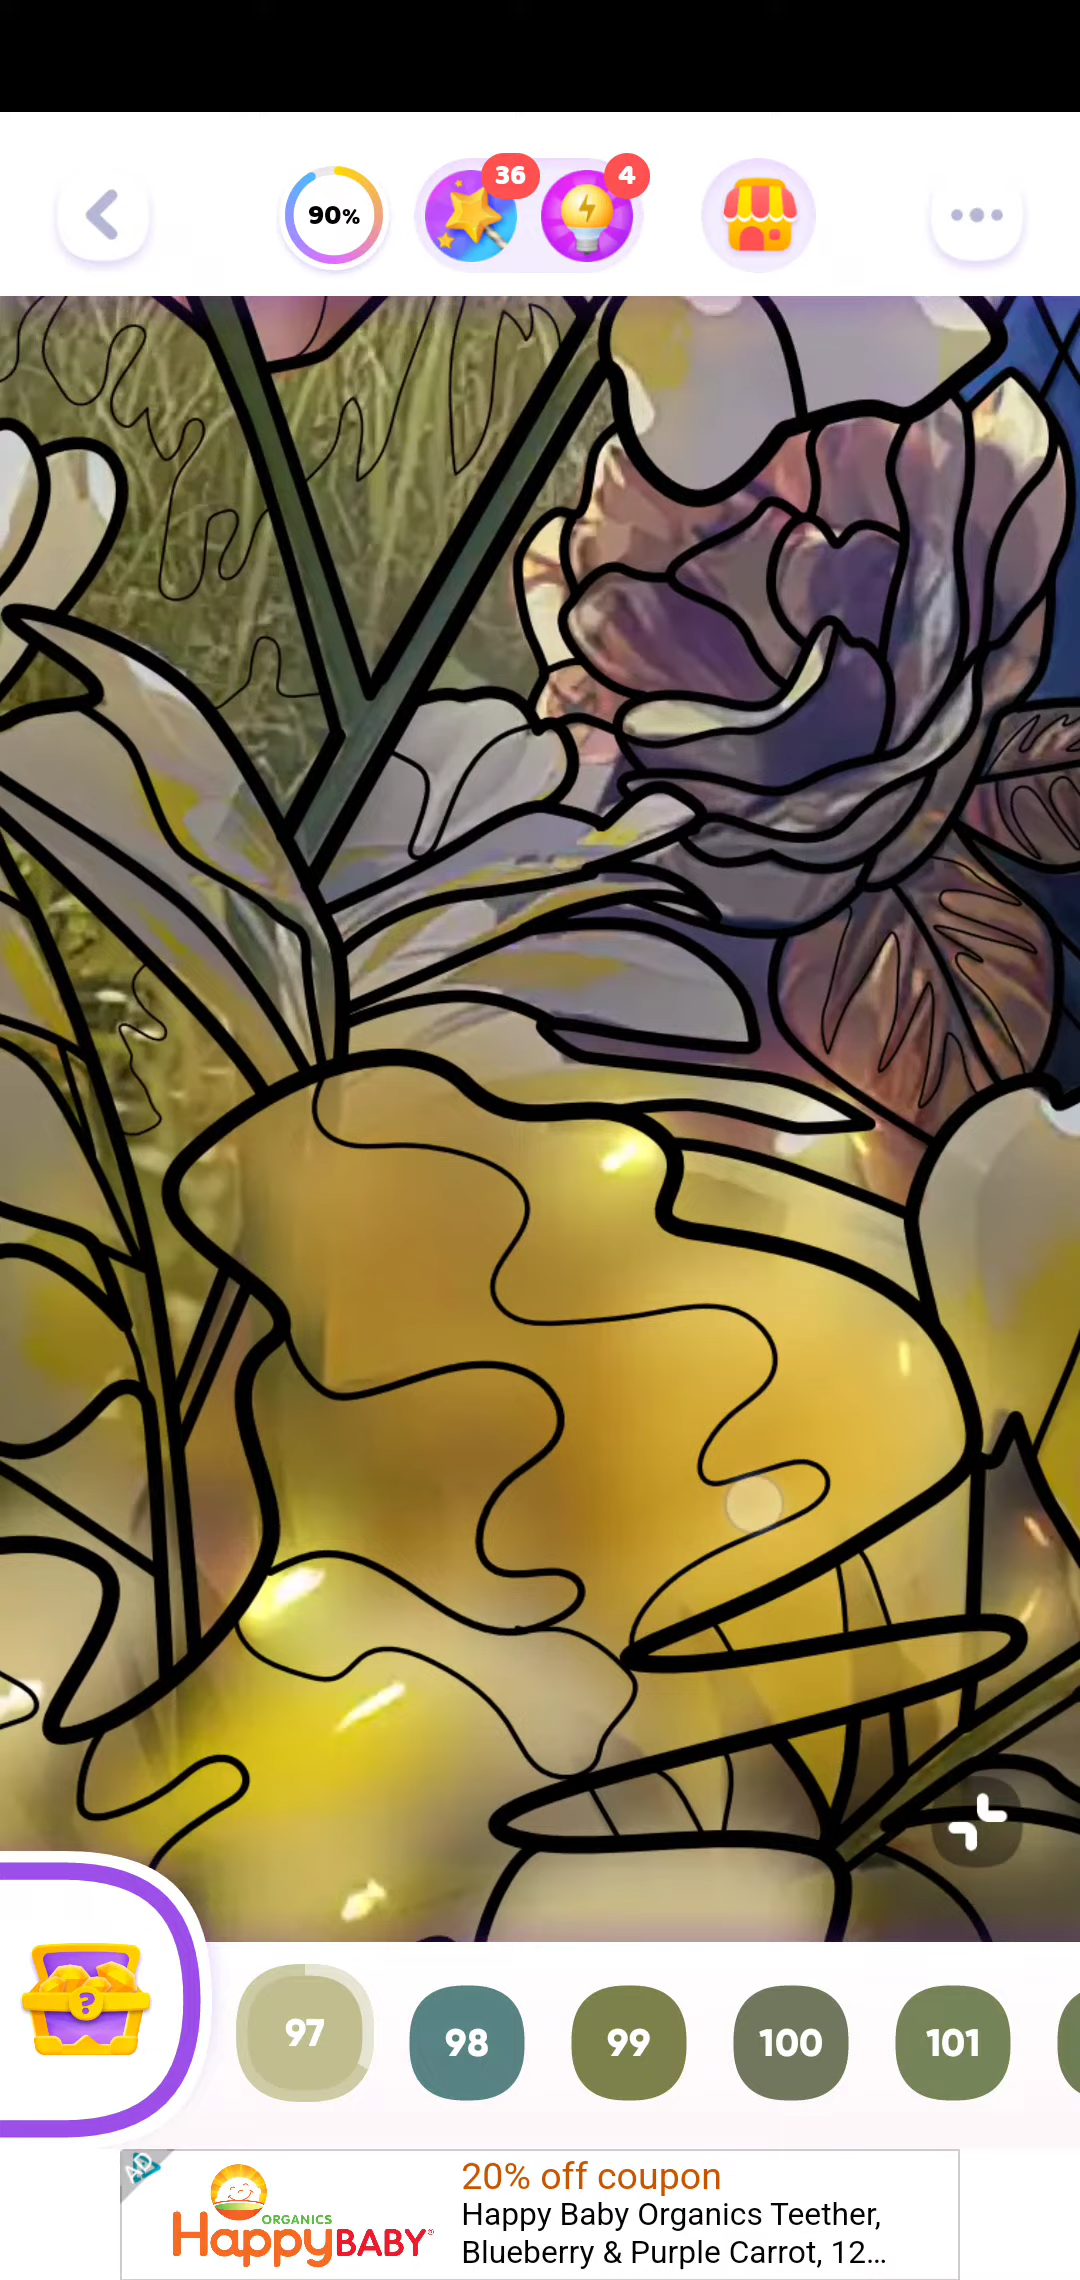 90%
36
4
97
98
99
100
101
?
AD
ORGANICS
HappyBABY®
20% off coupon
Happy Baby Organics Teether,
Blueberry & Purple Carrot, 12...